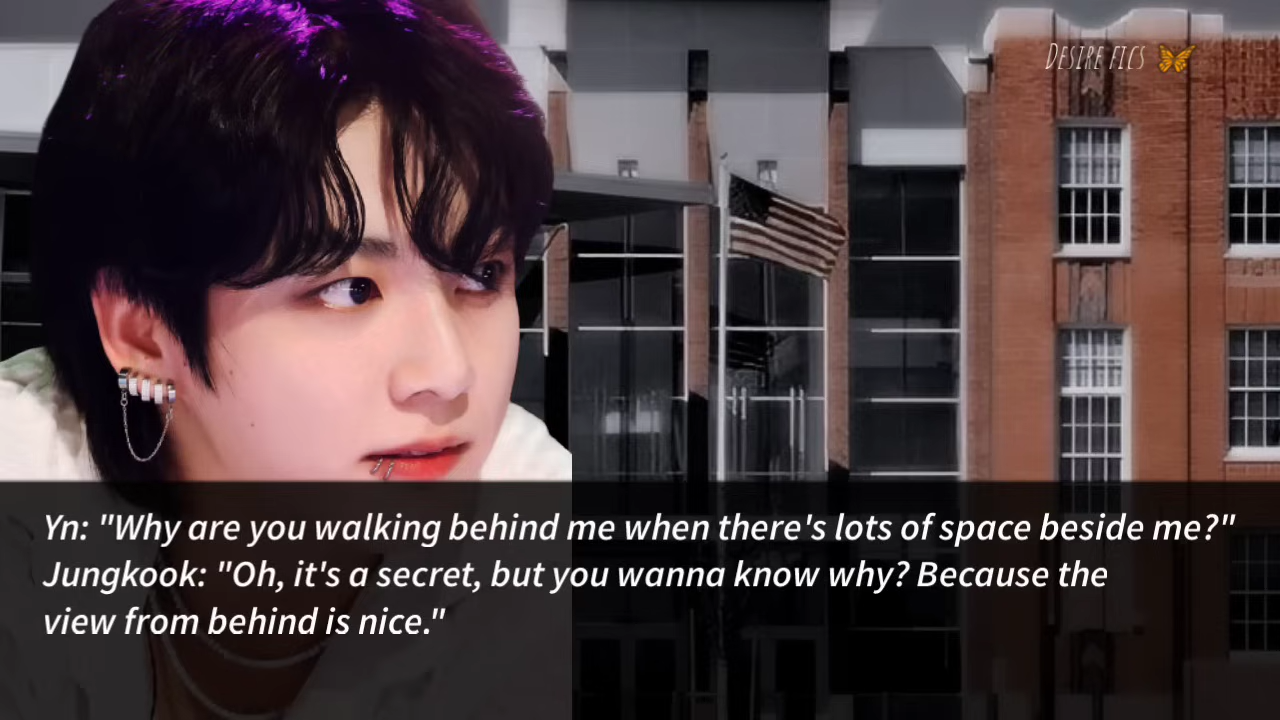 Desire fics 🦋
Yn: "Why are you walking behind me when there's lots of space beside me?"
Jungkook: "Oh, it's a secret, but you wanna know why? Because the
view from behind is nice."